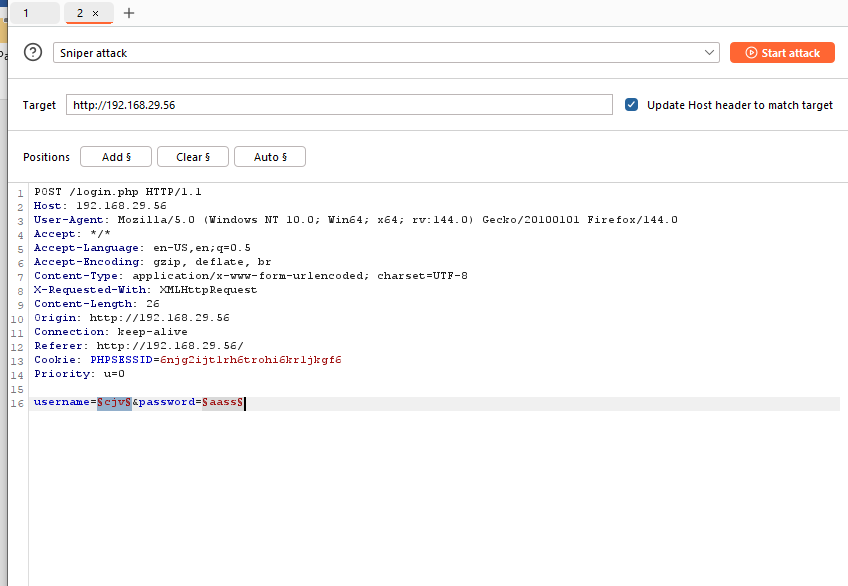 1
2 ×
+
Pa
? Sniper attack
Start attack
Target http://192.168.29.56
Update Host header to match target
Positions Add § Clear § Auto §
1 POST /login.php HTTP/1.1
2 Host: 192.168.29.56
3 User-Agent: Mozilla/5.0 (Windows NT 10.0; Win64; x64; rv:144.0) Gecko/20100101 Firefox/144.0
4 Accept: */*
5 Accept-Language: en-US,en;q=0.5
6 Accept-Encoding: gzip, deflate, br
7 Content-Type: application/x-www-form-urlencoded; charset=UTF-8
8 X-Requested-With: XMLHttpRequest
9 Content-Length: 26
10 Origin: http://192.168.29.56
11 Connection: keep-alive
12 Referer: http://192.168.29.56/
13 Cookie: PHPSESSID=6njg2ijt1rh6trohi6kr1jkgf6
14 Priority: u=0
15
16 username=§cjv§&password=§aass§